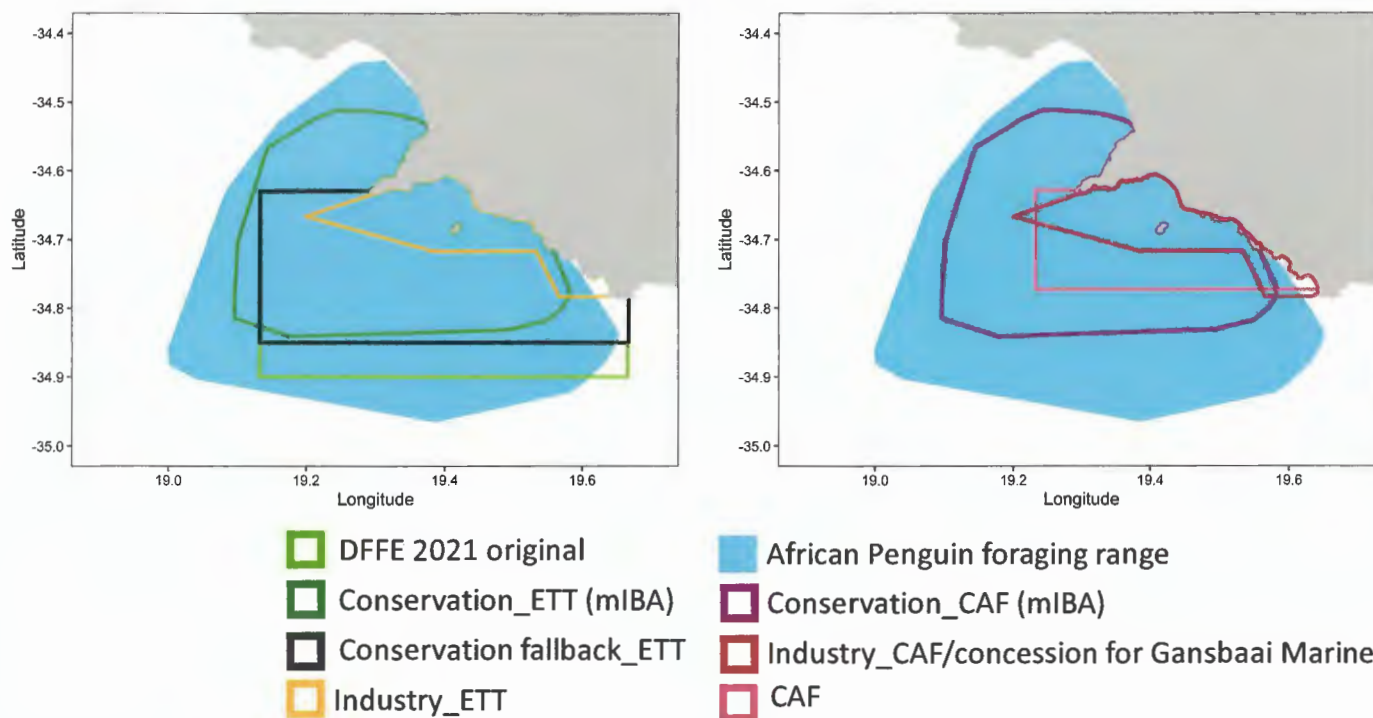 -34.4
-34.5
-34.6
-34.7
-34.8
-34.9
-35.0
Latitude
19.0
19.2
19.4
19.6
Longitude
-34.4
-34.5
-34.6
-34.7
-34.8
-34.9
-35.0
Latitude
19.0
19.2
19.4
19.6
Longitude
DFFE 2021 original
Conservation_ETT (mIBA)
Conservation fallback_ETT
Industry_ETT
African Penguin foraging range
Conservation_CAF (mIBA)
Industry_CAF/concession for Gansbaai Marine
CAF